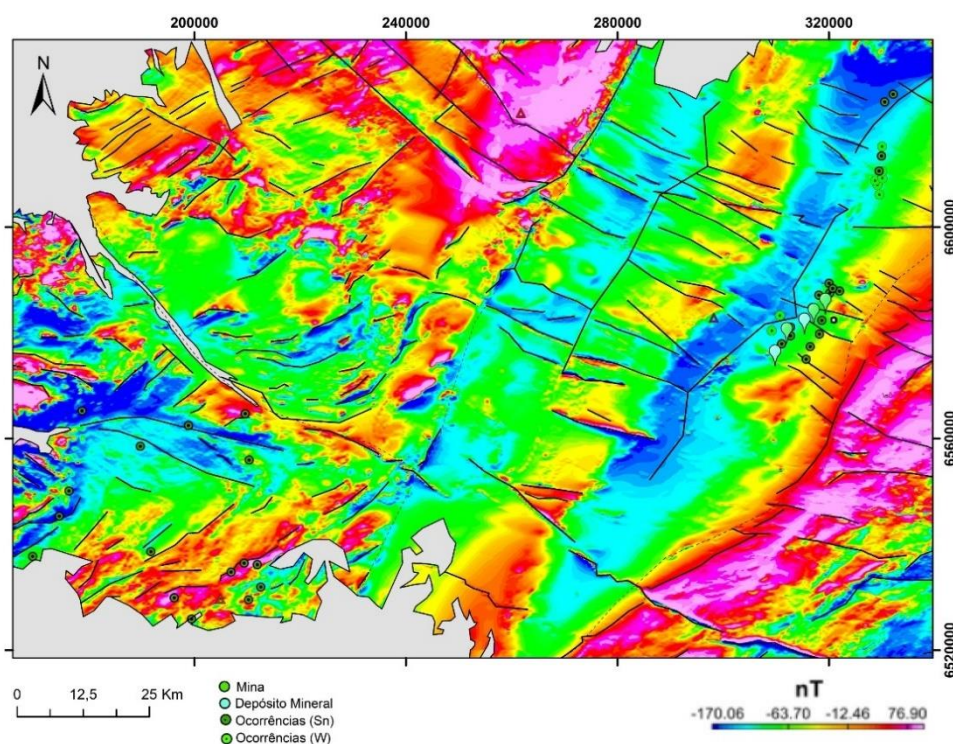 200000 240000 280000 320000
N
6600000
6560000
6520000
0 12,5 25 Km
Mina
Depósito Mineral
Ocorrências (Sn)
Ocorrências (W)
nT
-170.06 -63.70 -12.46 76.90